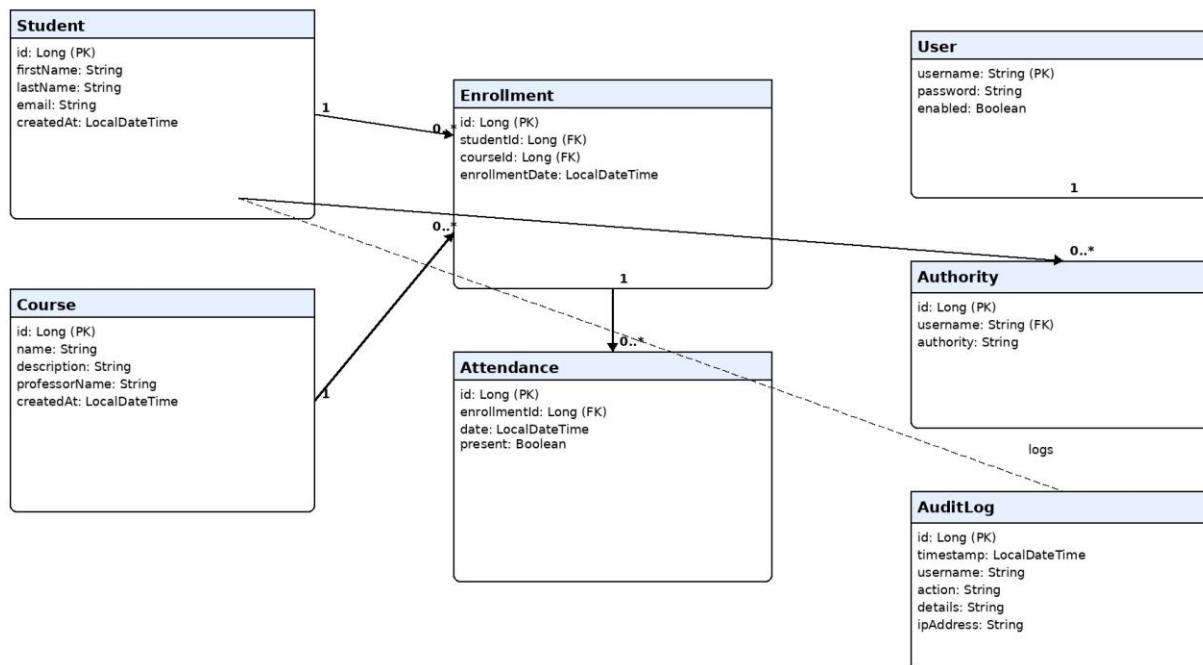 Student
id: Long (PK)
firstName: String
lastName: String
email: String
createdAt: LocalDateTime
1
0..*
Enrollment
id: Long (PK)
studentId: Long (FK)
courseId: Long (FK)
enrollmentDate: LocalDateTime
0..*
1
User
username: String (PK)
password: String
enabled: Boolean
1
0..*
Authority
id: Long (PK)
username: String (FK)
authority: String
Course
id: Long (PK)
name: String
description: String
professorName: String
createdAt: LocalDateTime
1
0..*
Attendance
id: Long (PK)
enrollmentId: Long (FK)
date: LocalDateTime
present: Boolean
logs
AuditLog
id: Long (PK)
timestamp: LocalDateTime
username: String
action: String
details: String
ipAddress: String